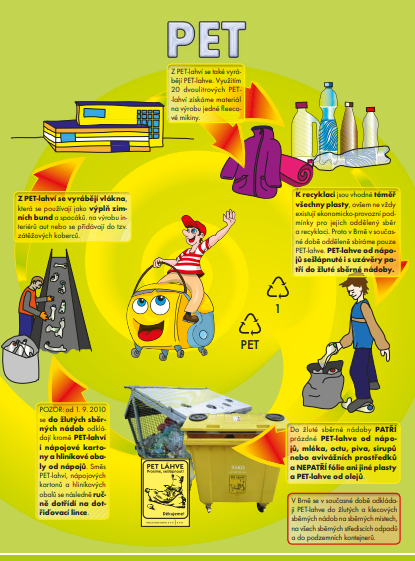 PET
Z PET-lahví se také vyrá-
bějí PET-lahve. Využitím
20 dvoulitrových PET-
-lahví získáme materiál
na výrobu jedné fleeco-
vé mikiny.
Z PET-lahví se vyrábějí vlákna,
která se používají jako výplň zim-
ních bund a spacáků, na výrobu in-
teriérů aut nebo se přidávají do tzv.
zátěžových koberců.
K recyklaci jsou vhodné téměř
všechny plasty, ovšem ne vždy
existují ekonomicko-provozní pod-
mínky pro jejich oddělený sběr
a recyklaci. Proto v Brně v součas-
né době odděleně sbíráme pouze
PET-lahve. PET-lahve od nápo-
jů sešlápnuté i s uzávěry pa-
tří do žluté sběrné nádoby.
1
PET
POZOR: od 1. 9. 2010
se do žlutých sběr-
ných nádob odklá-
dají kromě PET-lahví
i nápojové karto-
ny a hliníkové oba-
ly od nápojů. Směs
PET-lahví, nápojových
kartonů a hliníkových
obalů se následně ruč-
ně dotřídí na dot-
řiďovací lince.
PET LÁHVE
Prosíme, sešlápnout!
Děkujeme!
Do žluté sběrné nádoby PATŘÍ
prázdné PET-lahve od nápo-
jů, mléka, octu, piva, sirupů
nebo avivážních prostředků
a NEPATŘÍ fólie ani jiné plasty
a PET-lahve od olejů.
V Brně se v současné době odkláda-
jí PET-lahve do žlutých a klecových
sběrných nádob na sběrných místech,
na všech sběrných střediscích odpadů
a do podzemních kontejnerů.